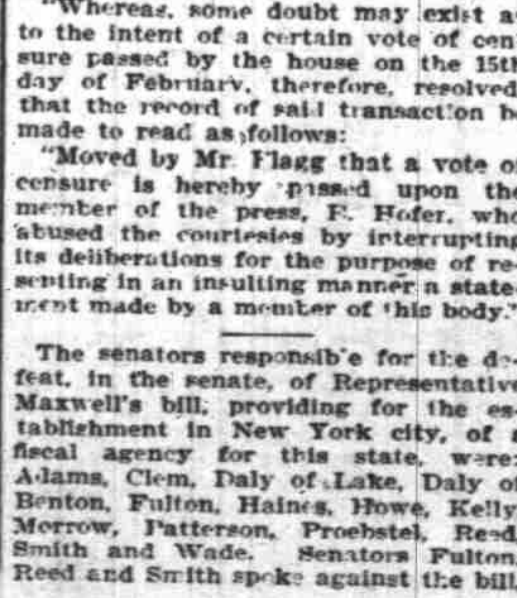 "Whereas, some doubt may exist a
to the intent of a certain vote of cen
sure passed by the house on the 15th
day of February, therefore, resolved
that the record of said transaction b
made to read as follows:
"Moved by Mr. Flagg that a vote o
censure is hereby passed upon the
member of the press, E. Hofer, who
abused the courtesies by interrupting
its deliberations for the purpose of re-
senting in an insulting manner a state-
ment made by a member of this body."
The senators responsib'e for the de-
feat, in the senate, of Representative
Maxwell's bill, providing for the es-
tablishment in New York city, of a
fiscal agency for this state, were:
Adams, Clem, Daly of Lake, Daly of
Benton, Fulton, Haines, Howe, Kelly
Morrow, Patterson, Proebstel, Reed,
Smith and Wade. Senators Fulton,
Reed and Smith spoke against the bill.